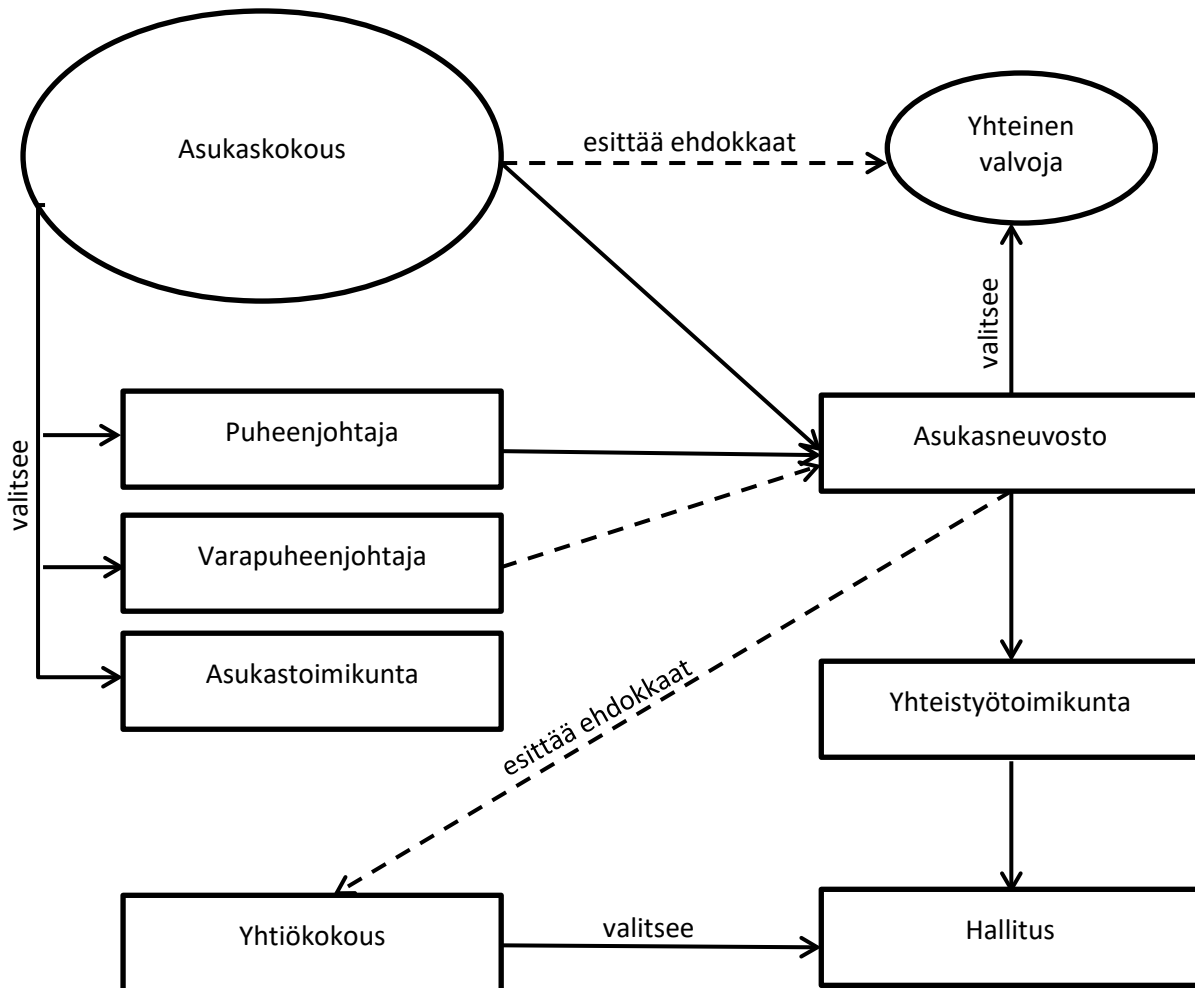 Asukaskokous
esittää ehdokkaat
Yhteinen
valvoja
valitsee
Puheenjohtaja
Asukasneuvosto
valitsee
Varapuheenjohtaja
Asukastoimikunta
esittää ehdokkaat
Yhteistyötoimikunta
Yhtiökokous
valitsee
Hallitus